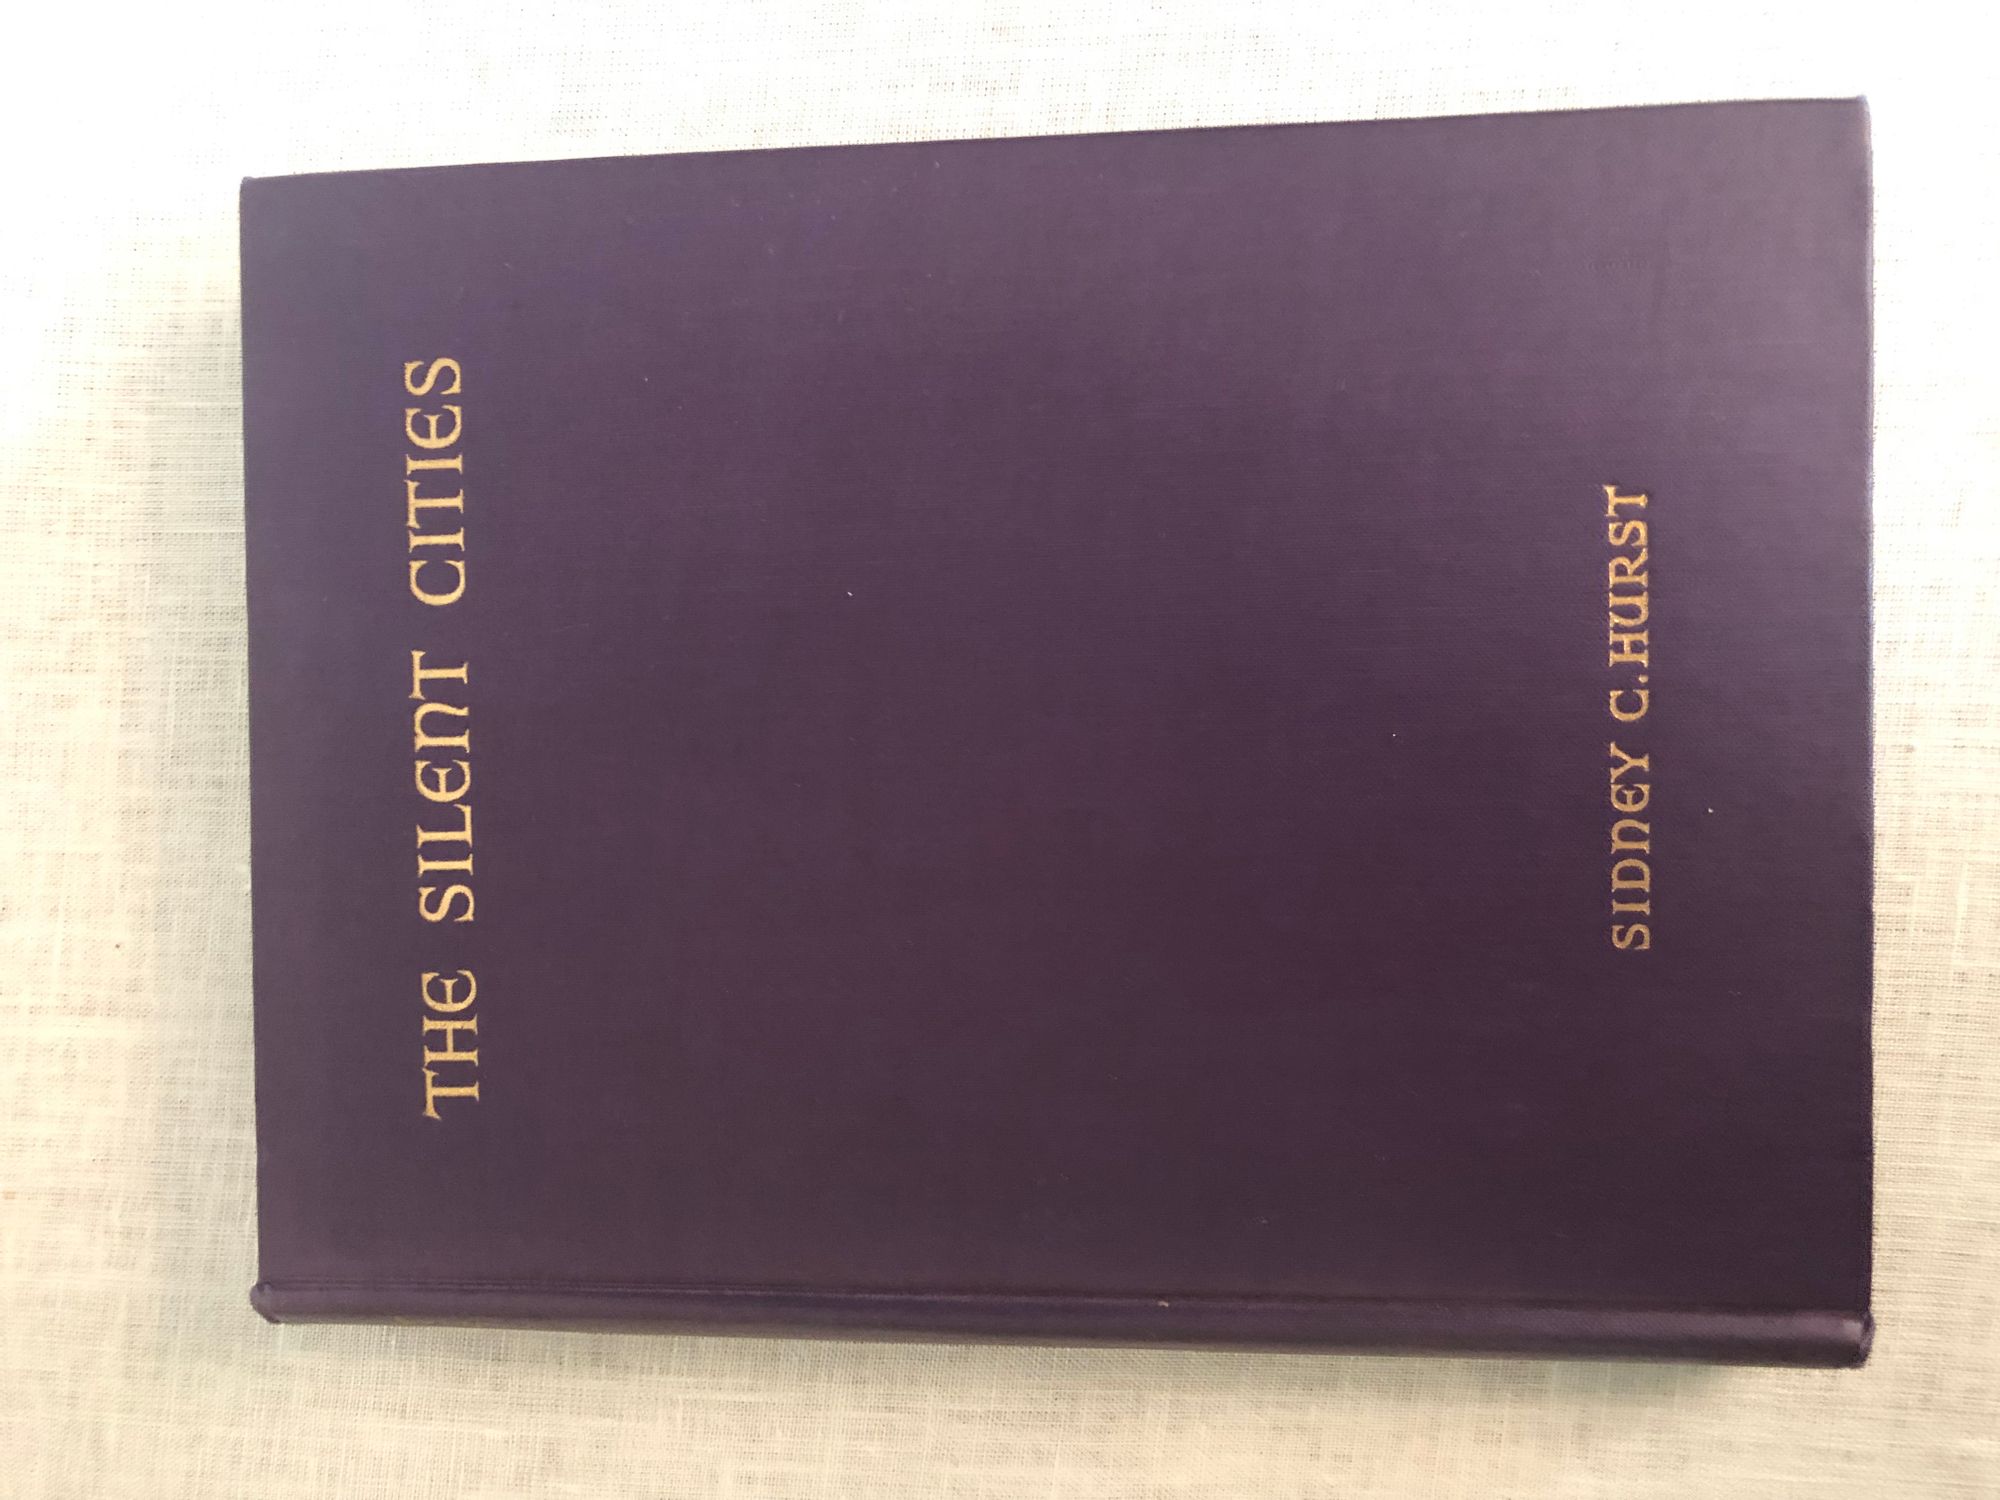 THE SILENT CITIES
SIDNEY C. HURST